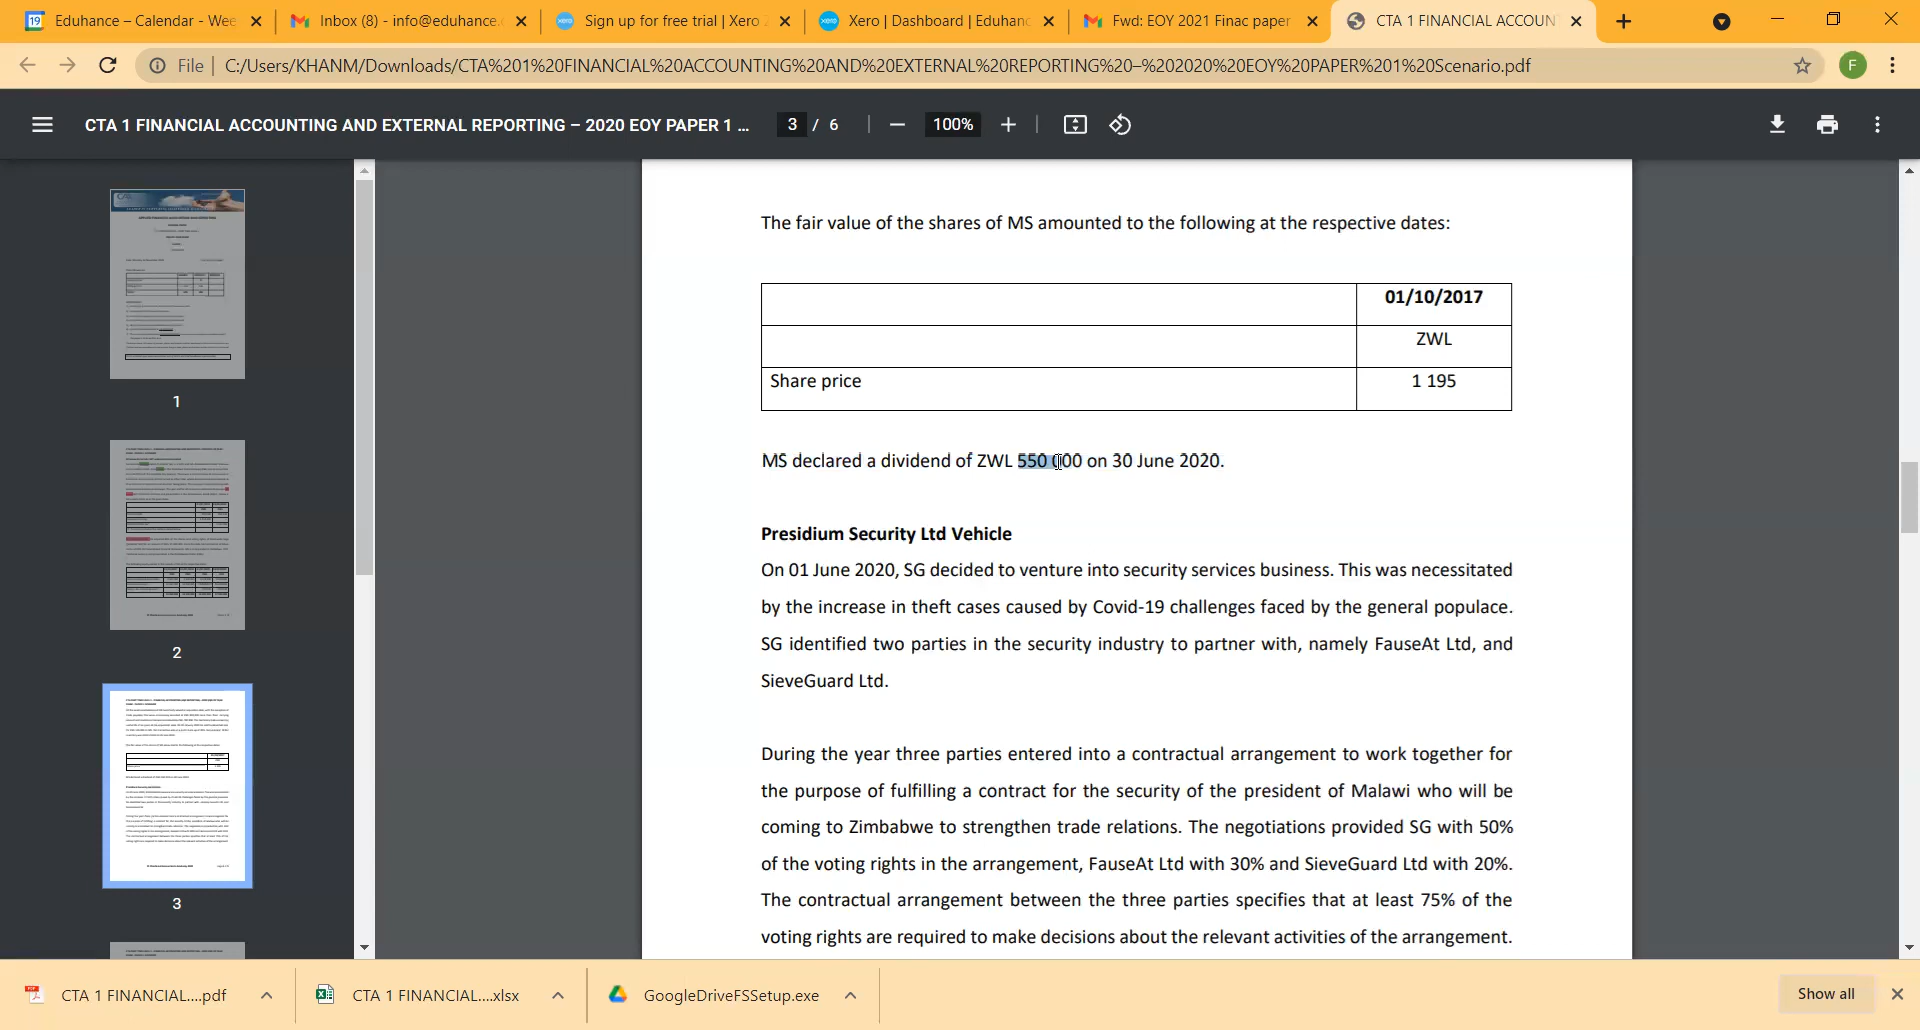 Eduhance – Calendar - Wee
Inbox (8) - info@eduhance.
Sign up for free trial | Xero
Xero | Dashboard | Eduhanc
Fwd: EOY 2021 Finac paper
CTA 1 FINANCIAL ACCOUN
File | C:/Users/KHANM/Downloads/CTA%201%20FINANCIAL%20ACCOUNTING%20AND%20EXTERNAL%20REPORTING%20–%202020%20EOY%20PAPER%201%20Scenario.pdf
F
CTA 1 FINANCIAL ACCOUNTING AND EXTERNAL REPORTING – 2020 EOY PAPER 1 ...
3 / 6
100%
1
2
3
The fair value of the shares of MS amounted to the following at the respective dates:
01/10/2017
ZWL
Share price 1 195
MS declared a dividend of ZWL 550 000 on 30 June 2020.
Presidium Security Ltd Vehicle
On 01 June 2020, SG decided to venture into security services business. This was necessitated
by the increase in theft cases caused by Covid-19 challenges faced by the general populace.
SG identified two parties in the security industry to partner with, namely FauseAt Ltd, and
SieveGuard Ltd.
During the year three parties entered into a contractual arrangement to work together for
the purpose of fulfilling a contract for the security of the president of Malawi who will be
coming to Zimbabwe to strengthen trade relations. The negotiations provided SG with 50%
of the voting rights in the arrangement, FauseAt Ltd with 30% and SieveGuard Ltd with 20%.
The contractual arrangement between the three parties specifies that at least 75% of the
voting rights are required to make decisions about the relevant activities of the arrangement.
CTA 1 FINANCIAL....pdf
CTA 1 FINANCIAL....xlsx
GoogleDriveFSSetup.exe
Show all